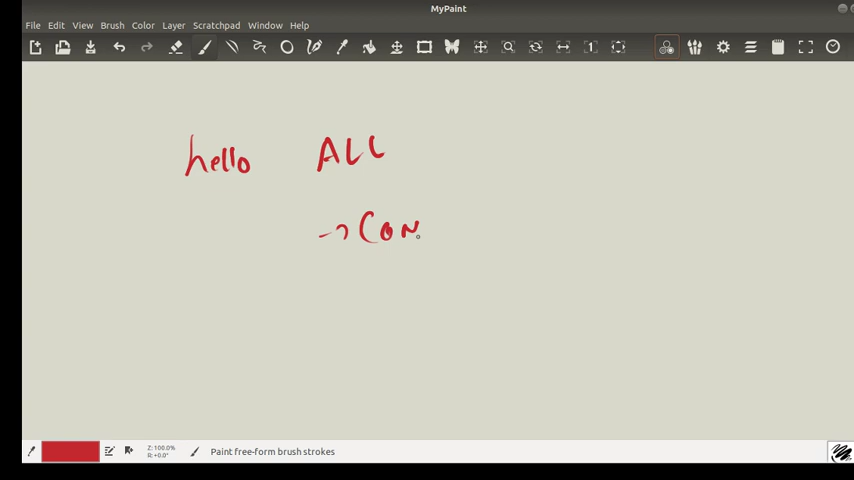 MyPaint
File Edit View Brush Color Layer Scratchpad Window Help
hello ALL
→ CON
Z: 100.0%
R: +0.0°
Paint free-form brush strokes